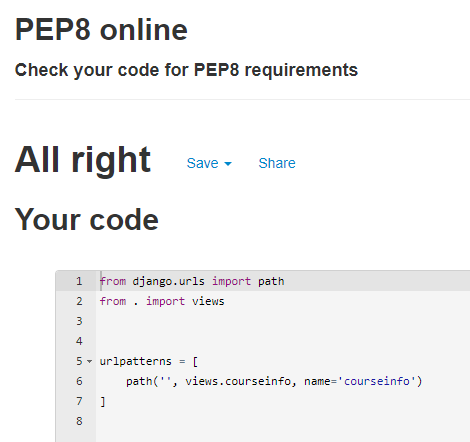 PEP8 online
Check your code for PEP8 requirements
All right Save Share
Your code
1 from django.urls import path
2 from . import views
3
4
5 urlpatterns = [
6     path('', views.courseinfo, name='courseinfo')
7 ]
8